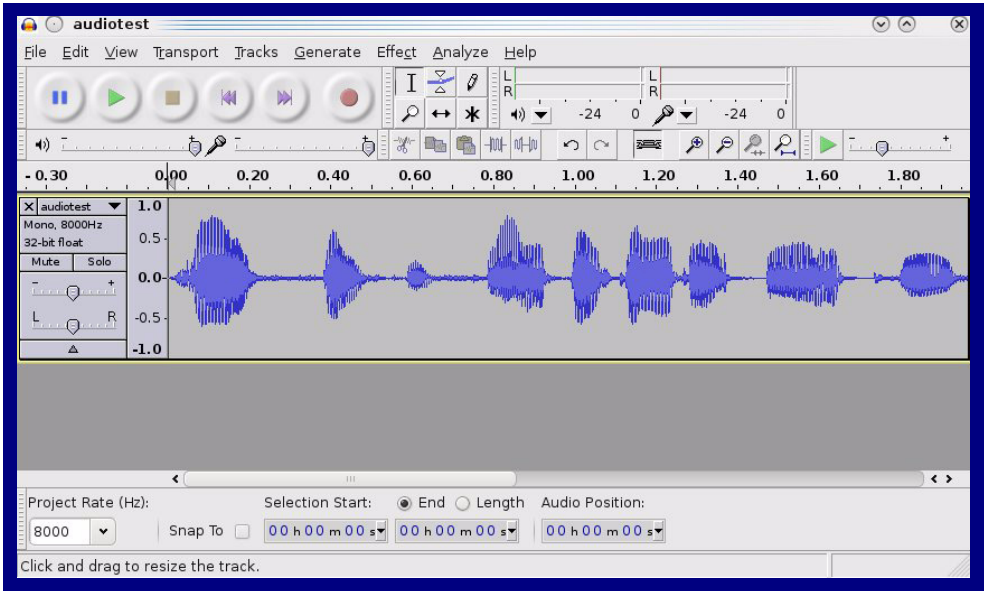 audiotest
File Edit View Transport Tracks Generate Effect Analyze Help
L L
R R
-24 0 -24 0
- +
- +
- +
- 0.30 0.00 0.20 0.40 0.60 0.80 1.00 1.20 1.40 1.60 1.80
X audiotest 1.0
Mono, 8000Hz
32-bit float 0.5
Mute Solo
- + 0.0
L R -0.5
-1.0
Project Rate (Hz): Selection Start: End Length Audio Position:
8000 Snap To 00 h 00 m 00 s 00 h 00 m 00 s 00 h 00 m 00 s
Click and drag to resize the track.